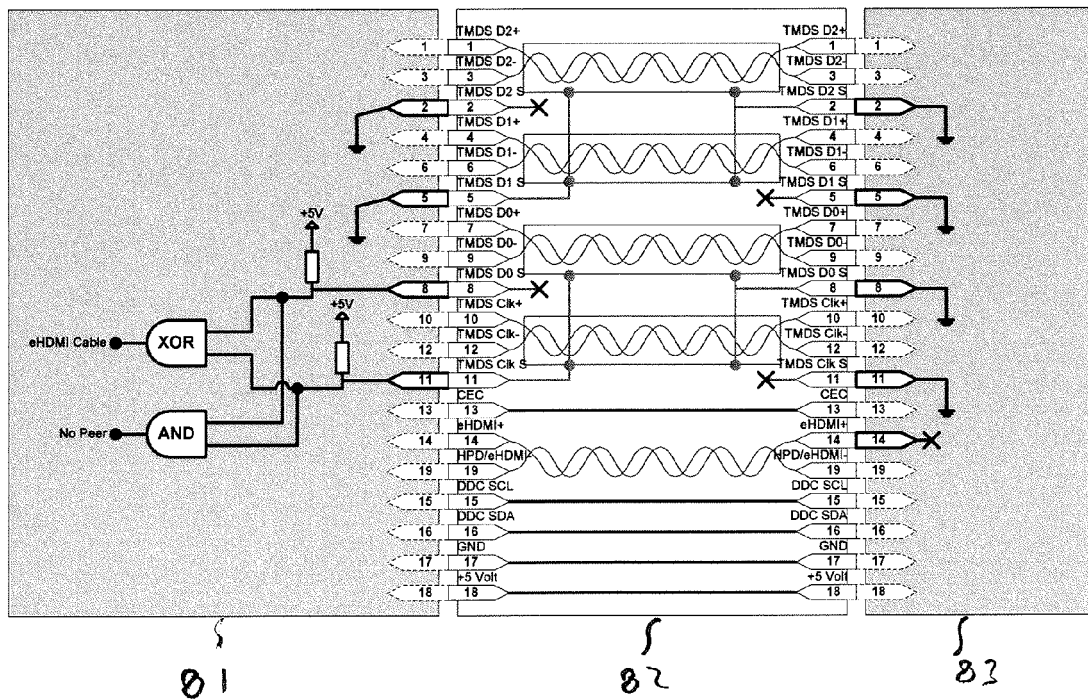 TMDS D2+ TMDS D2+
1 1 1 1
TMDS D2- TMDS D2-
3 3 3 3
TMDS D2 S TMDS D2 S
2 2 2 2
TMDS D1+ TMDS D1+
4 4 4 4
TMDS D1- TMDS D1-
6 6 6 6
TMDS D1 S TMDS D1 S
5 5 5 5
+5V
TMDS D0+ TMDS D0+
7 7 7 7
TMDS D0- TMDS D0-
9 9 9 9
TMDS D0 S TMDS D0 S
8 8 8 8
+5V
TMDS Clk+ TMDS Clk+
10 10 10 10
eHDMI Cable XOR
TMDS Clk- TMDS Clk-
12 12 12 12
TMDS Clk S TMDS Clk S
11 11 11 11
CEC CEC
13 13 13 13
eHDMI+ eHDMI+
No Peer AND
14 14 14 14
HPD/eHDMI- HPD/eHDMI-
19 19 19 19
DDC SCL DDC SCL
15 15 15 15
DDC SDA DDC SDA
16 16 16 16
GND GND
17 17 17 17
+5 Volt +5 Volt
18 18 18 18
81 82 83